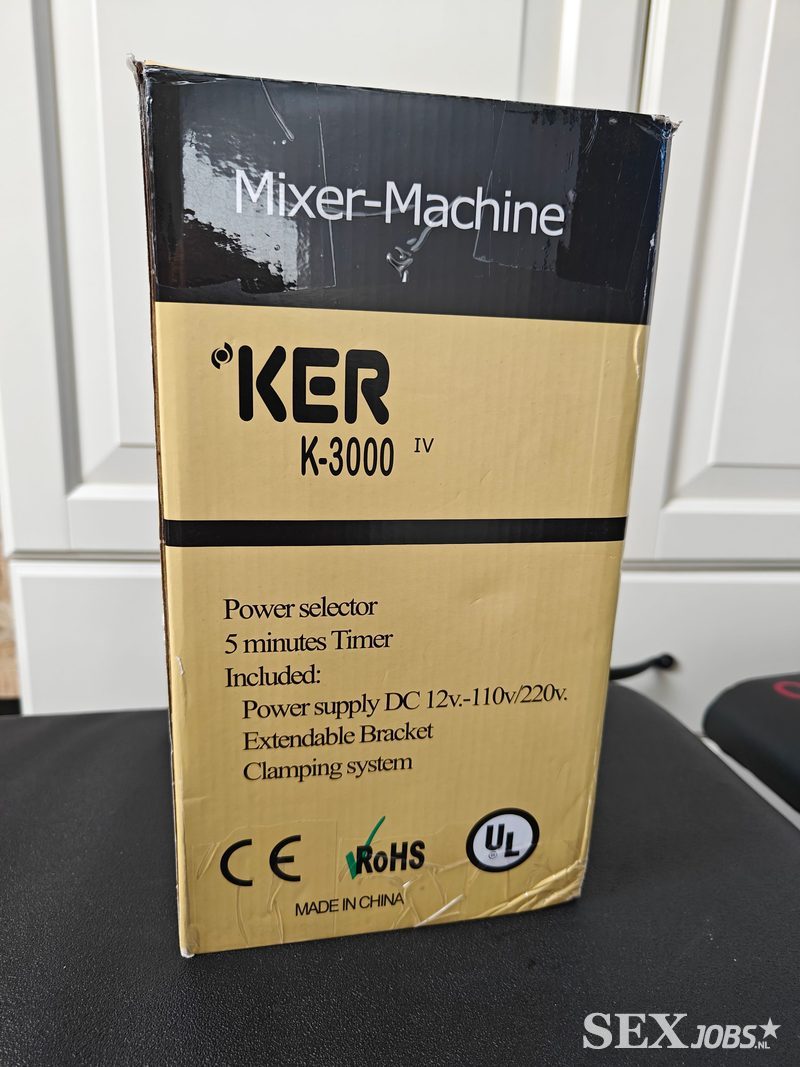 Mixer-Machine
KER
K-3000 IV
Power selector
5 minutes Timer
Included:
Power supply DC 12v.-110v/220v.
Extendable Bracket
Clamping system
CE RoHS UL
MADE IN CHINA
SEXJOBS.NL